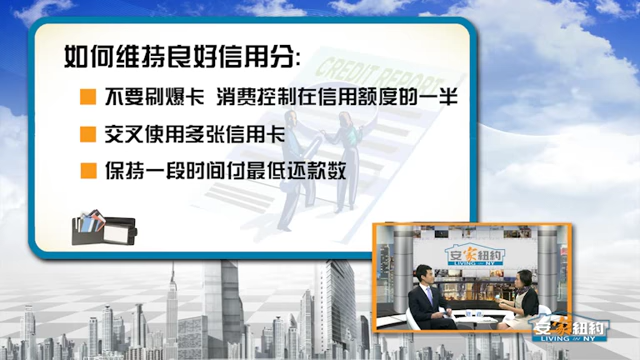 如何维持良好信用分:
CREDIT REPORT
不要刷爆卡 消费控制在信用额度的一半
交叉使用多张信用卡
保持一段时间付最低还款数
安家紐約
LIVING IN NY
安家紐約
LIVING IN NY